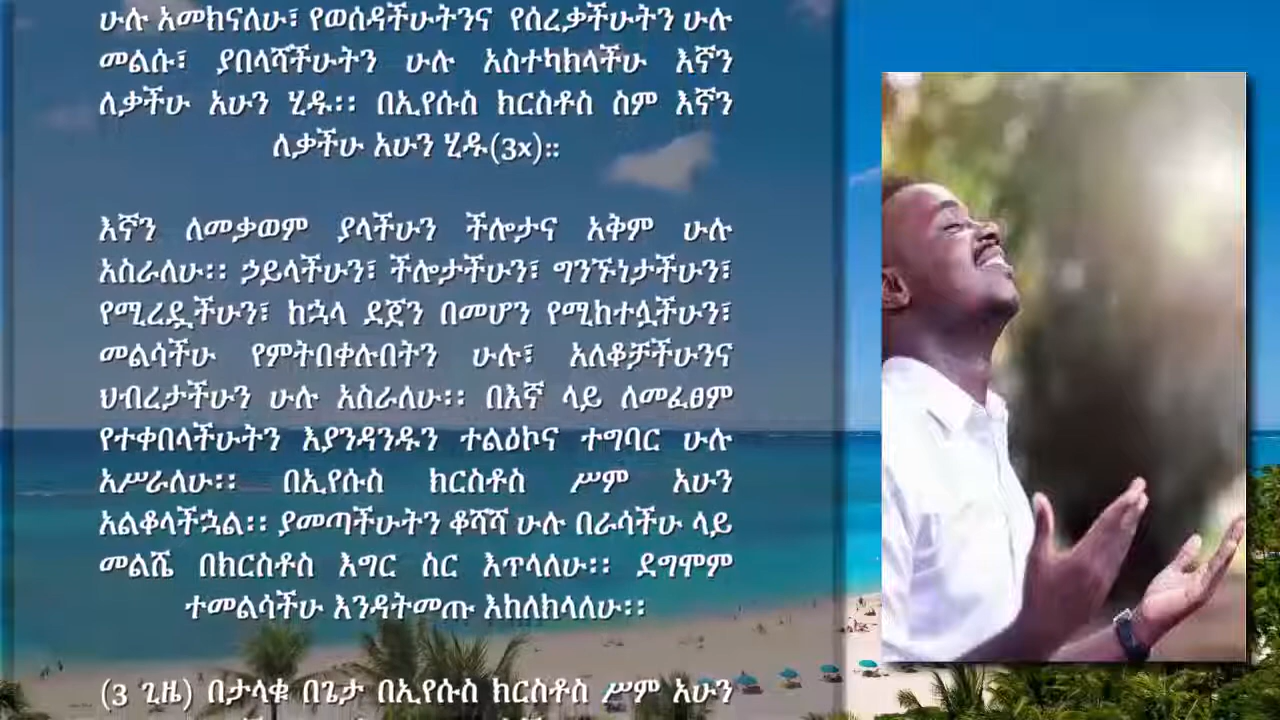 ሁሉ አመክናለሁ፣ የወሰዳችሁትንና የሰረቃችሁትን ሁሉ
መልሱ፣ ያበላሻችሁትን ሁሉ አስተካክላችሁ እኛን
ለቃችሁ አሁን ሂዱ፡፡ በኢየሱስ ክርስቶስ ስም እኛን
ለቃችሁ አሁን ሂዱ(3x)።
እኛን ለመቃወም ያላችሁን ችሎታና አቅም ሁሉ
አስራለሁ፡፡ ኃይላችሁን፣ ችሎታችሁን፣ ግንኙነታችሁን፣
የሚረዷችሁን፣ ከኋላ ደጀን በመሆን የሚከተሏችሁን፣
መልሳችሁ የምትበቀሉበትን ሁሉ፣ አለቆቻችሁንና
ህብረታችሁን ሁሉ አስራለሁ፡፡ በእኛ ላይ ለመፈፀም
የተቀበላችሁትን እያንዳንዱን ተልዕኮና ተግባር ሁሉ
አሥራለሁ፡፡ በኢየሱስ ክርስቶስ ሥም አሁን
አልቆላችኋል፡፡ ያመጣችሁትን ቆሻሻ ሁሉ በራሳችሁ ላይ
መልሼ በክርስቶስ እግር ስር እጥላለሁ፡፡ ደግሞም
ተመልሳችሁ እንዳትመጡ እከለክላለሁ፡፡
(3 ጊዜ) በታላቁ በጌታ በኢየሱስ ክርስቶስ ሥም አሁን